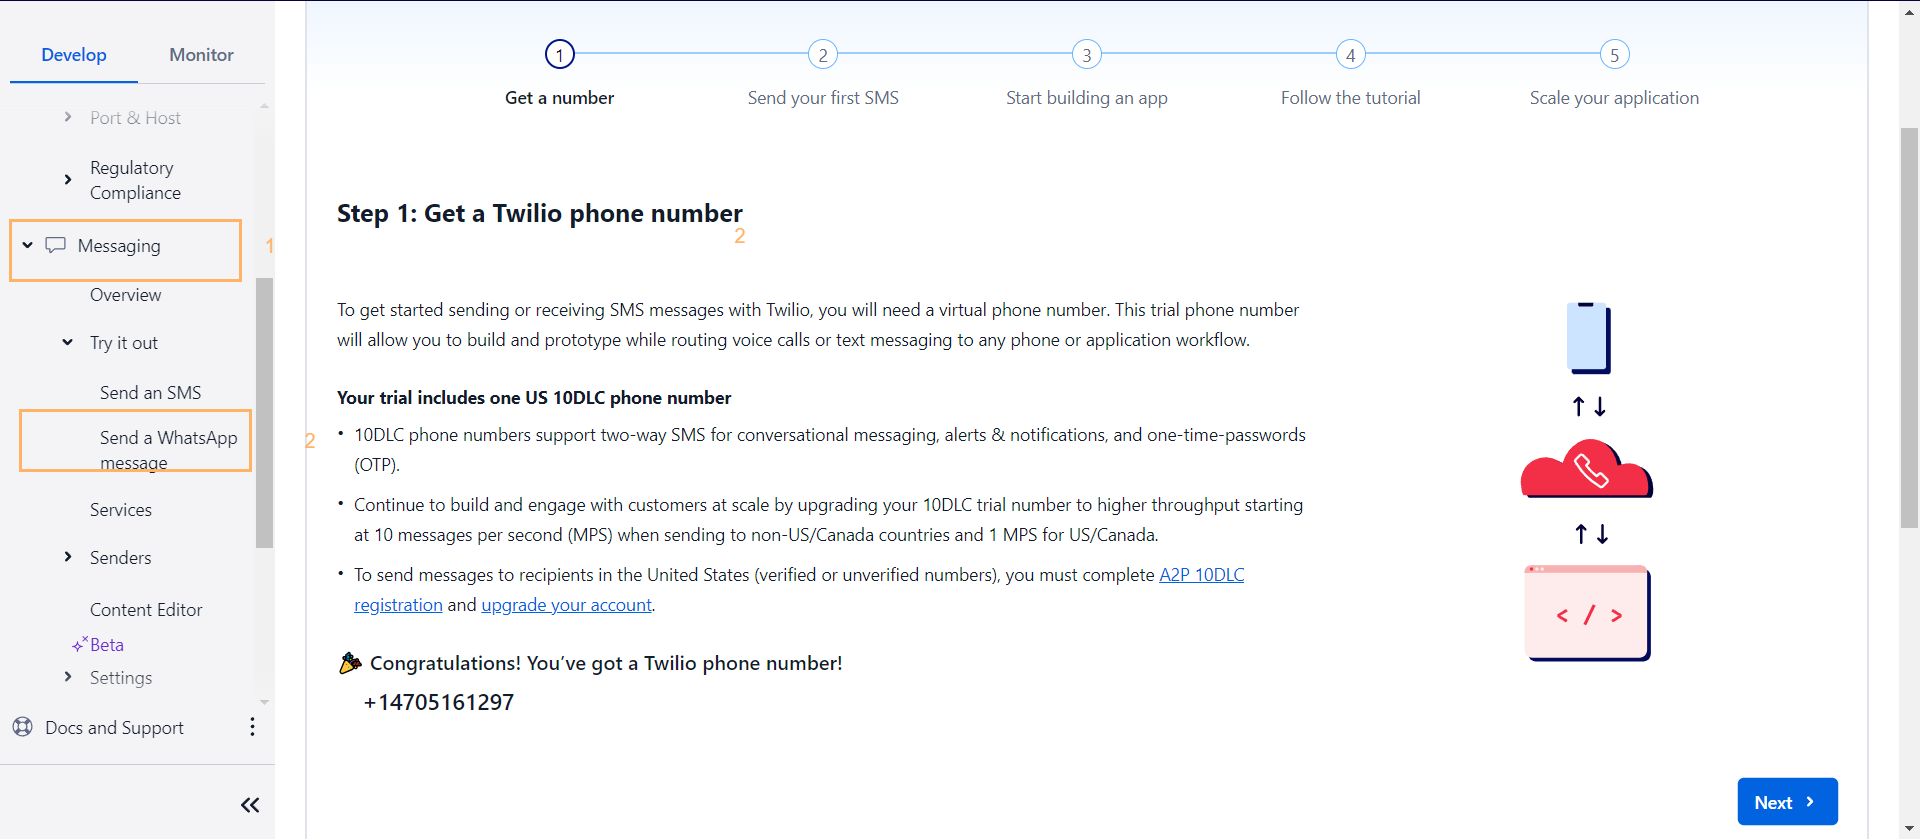 Develop
Monitor
Port & Host
Regulatory
Compliance
Messaging
1
Overview
Try it out
Send an SMS
Send a WhatsApp
message
2
Services
Senders
Content Editor
Beta
Settings
Docs and Support
1
2
3
4
5
Get a number
Send your first SMS
Start building an app
Follow the tutorial
Scale your application
Step 1: Get a Twilio phone number
2
To get started sending or receiving SMS messages with Twilio, you will need a virtual phone number. This trial phone number
will allow you to build and prototype while routing voice calls or text messaging to any phone or application workflow.
Your trial includes one US 10DLC phone number
• 10DLC phone numbers support two-way SMS for conversational messaging, alerts & notifications, and one-time-passwords
(OTP).
• Continue to build and engage with customers at scale by upgrading your 10DLC trial number to higher throughput starting
at 10 messages per second (MPS) when sending to non-US/Canada countries and 1 MPS for US/Canada.
• To send messages to recipients in the United States (verified or unverified numbers), you must complete A2P 10DLC
registration and upgrade your account.
Congratulations! You’ve got a Twilio phone number!
+14705161297
< / >
Next